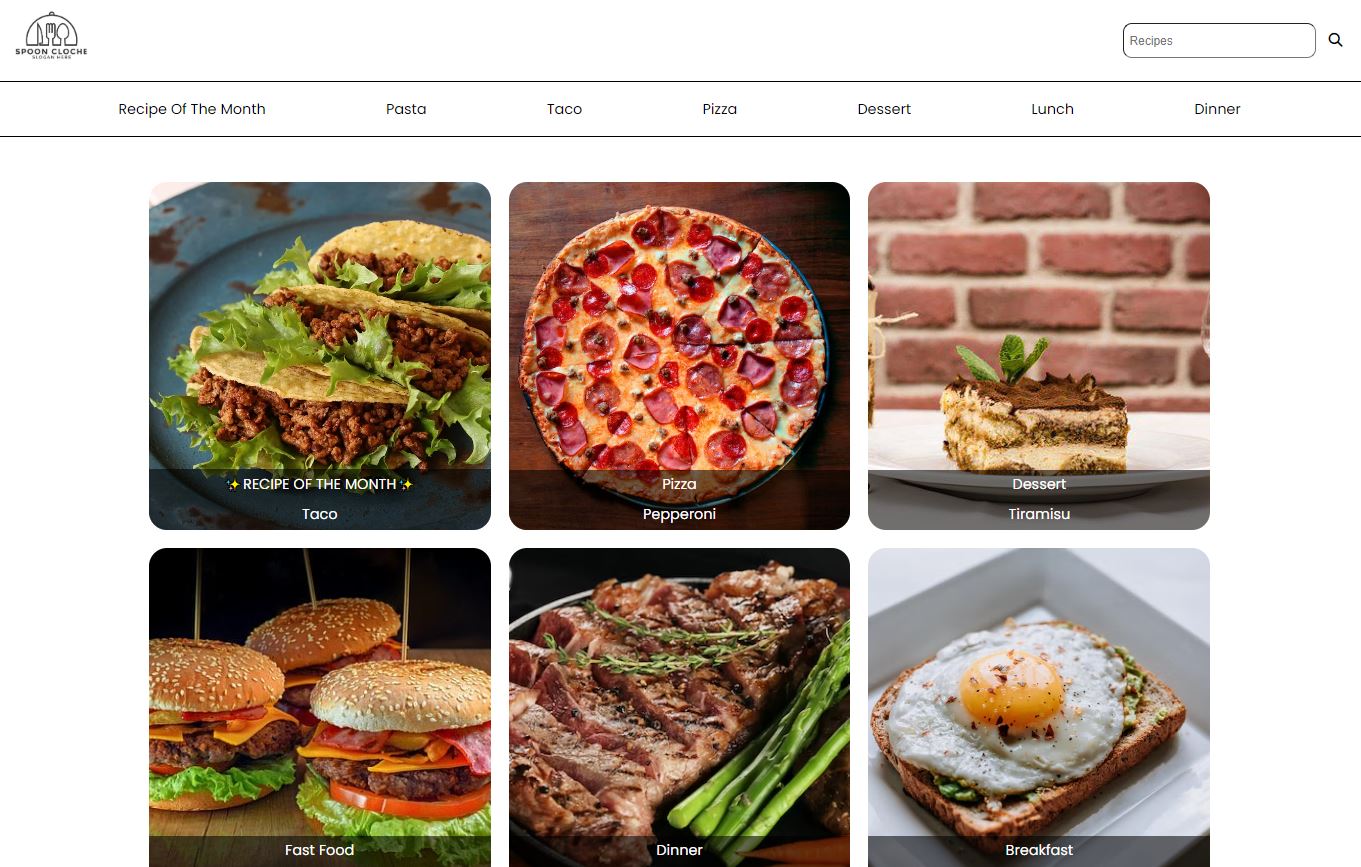 SPOON CLOCHE
SLOGAN HERE
Recipes
Recipe Of The Month
Pasta
Taco
Pizza
Dessert
Lunch
Dinner
✨ RECIPE OF THE MONTH ✨
Taco
Pizza
Pepperoni
Dessert
Tiramisu
Fast Food
Dinner
Breakfast